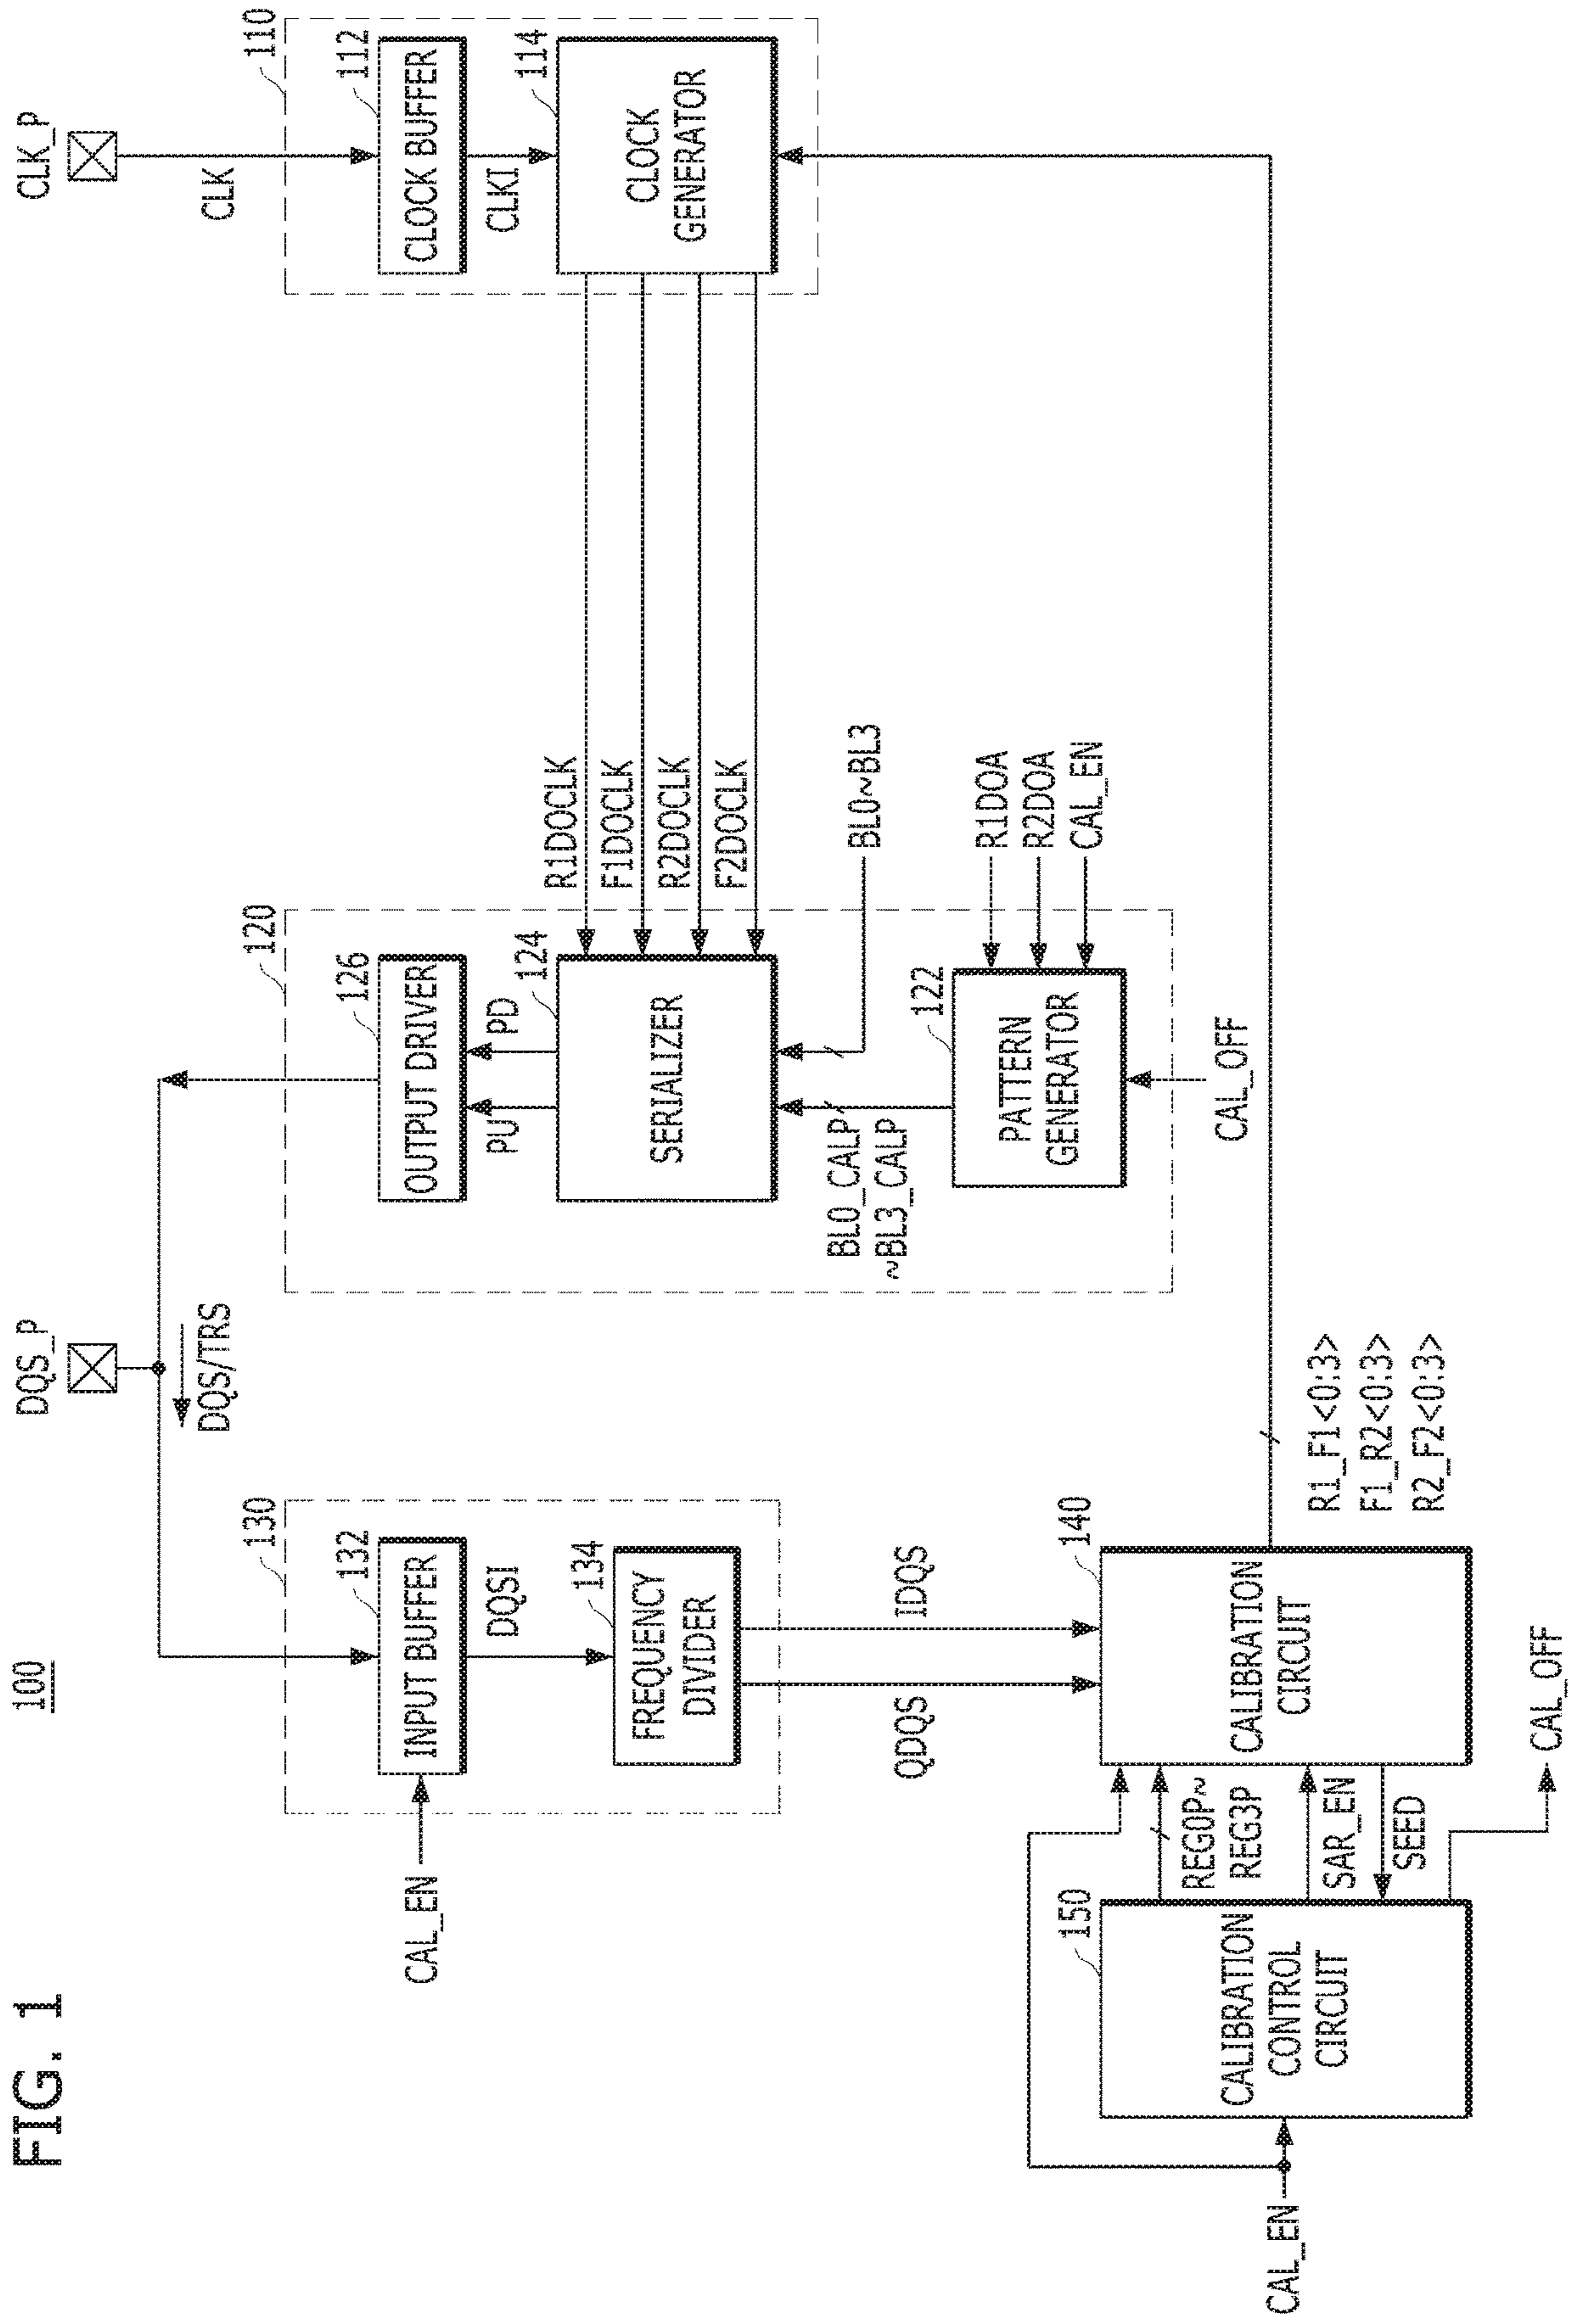 FIG. 1
100
DQS_P
CLK_P
DQS/TRS
CLK
130
120
110
132
INPUT BUFFER
CAL_EN
DQSI
134
FREQUENCY
DIVIDER
QDQS
IDQS
126
OUTPUT DRIVER
PU
PD
124
SERIALIZER
R1DOCLK
F1DOCLK
R2DOCLK
F2DOCLK
BL0_CALP
~BL3_CALP
BL0~BL3
122
PATTERN
GENERATOR
R1DOA
R2DOA
CAL_EN
CAL_OFF
112
CLOCK BUFFER
CLKI
114
CLOCK
GENERATOR
CAL_EN
150
CALIBRATION
CONTROL
CIRCUIT
REG0P~
REG3P
SAR_EN
SEED
CAL_OFF
140
CALIBRATION
CIRCUIT
R1_F1<0:3>
F1_R2<0:3>
R2_F2<0:3>